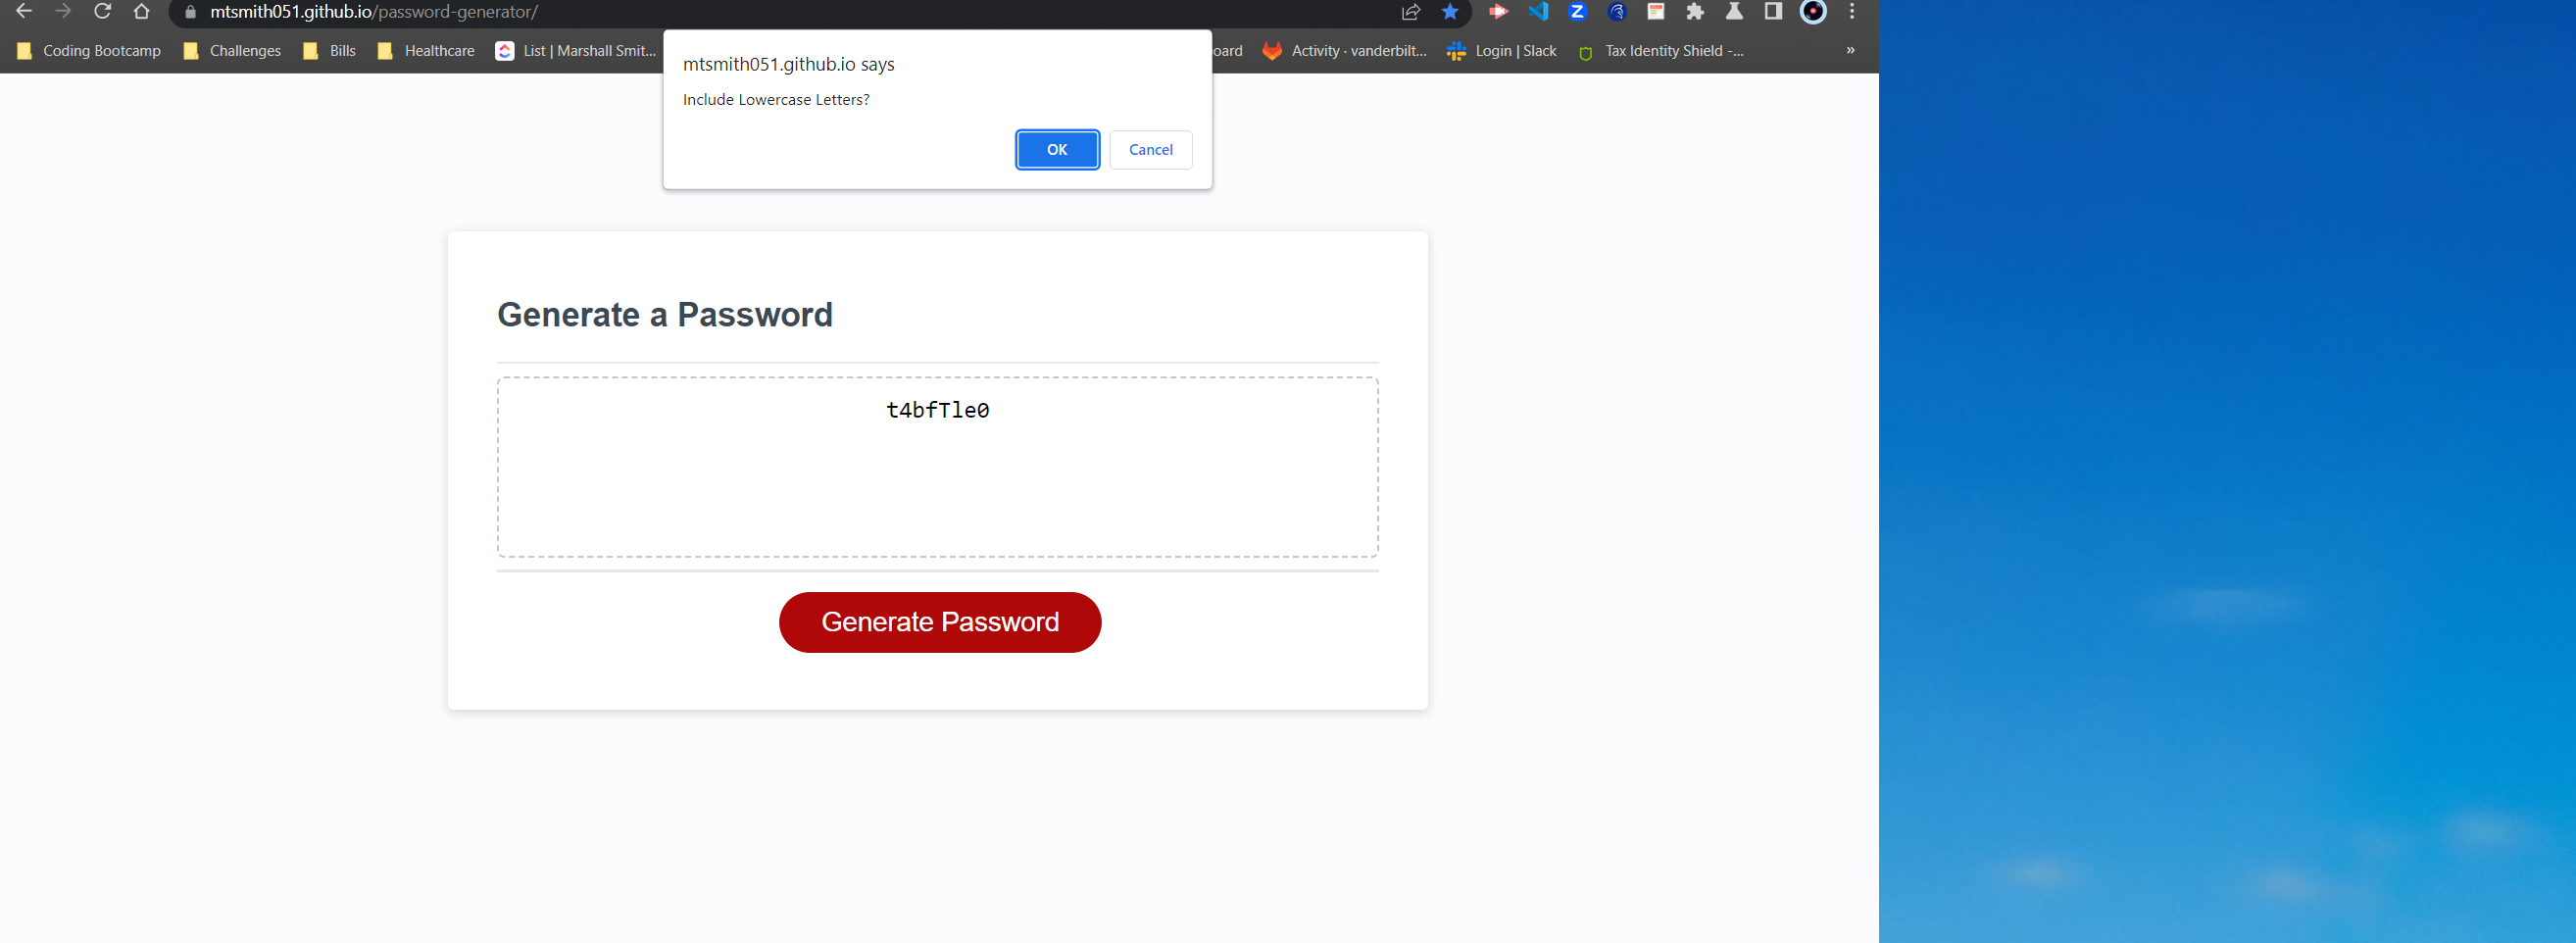 mtsmith051.github.io/password-generator/
Coding Bootcamp Challenges Bills Healthcare List | Marshall Smit... oard Activity · vanderbilt... Login | Slack Tax Identity Shield -... »
mtsmith051.github.io says
Include Lowercase Letters?
OK Cancel
Generate a Password
t4bfTle0
Generate Password